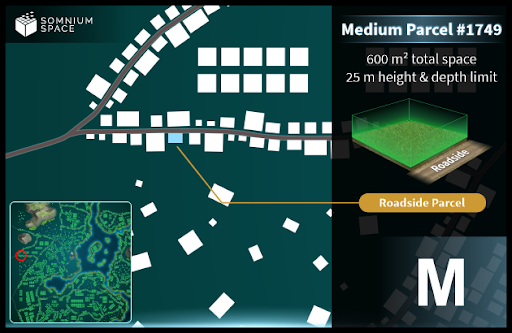 SOMNIUM
SPACE
Medium Parcel #1749
600 m² total space
25 m height & depth limit
Roadside
Roadside Parcel
M